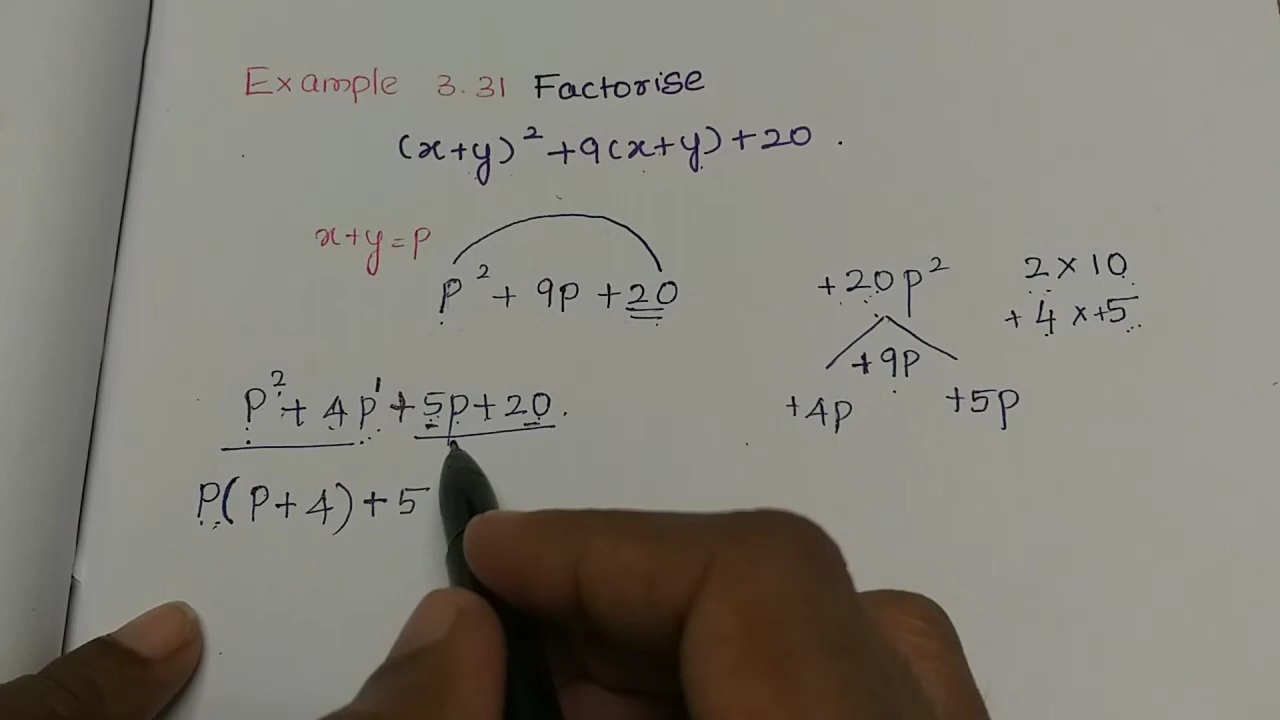 Example 3.31 Factorise
(x+y)² + 9(x+y) + 20 .
x+y = P
P² + 9P + 20
+20P²
+9P
+4P +5P
2 × 10
+4 × +5
P² + 4P¹ + 5P + 20 .
P(P+4) + 5